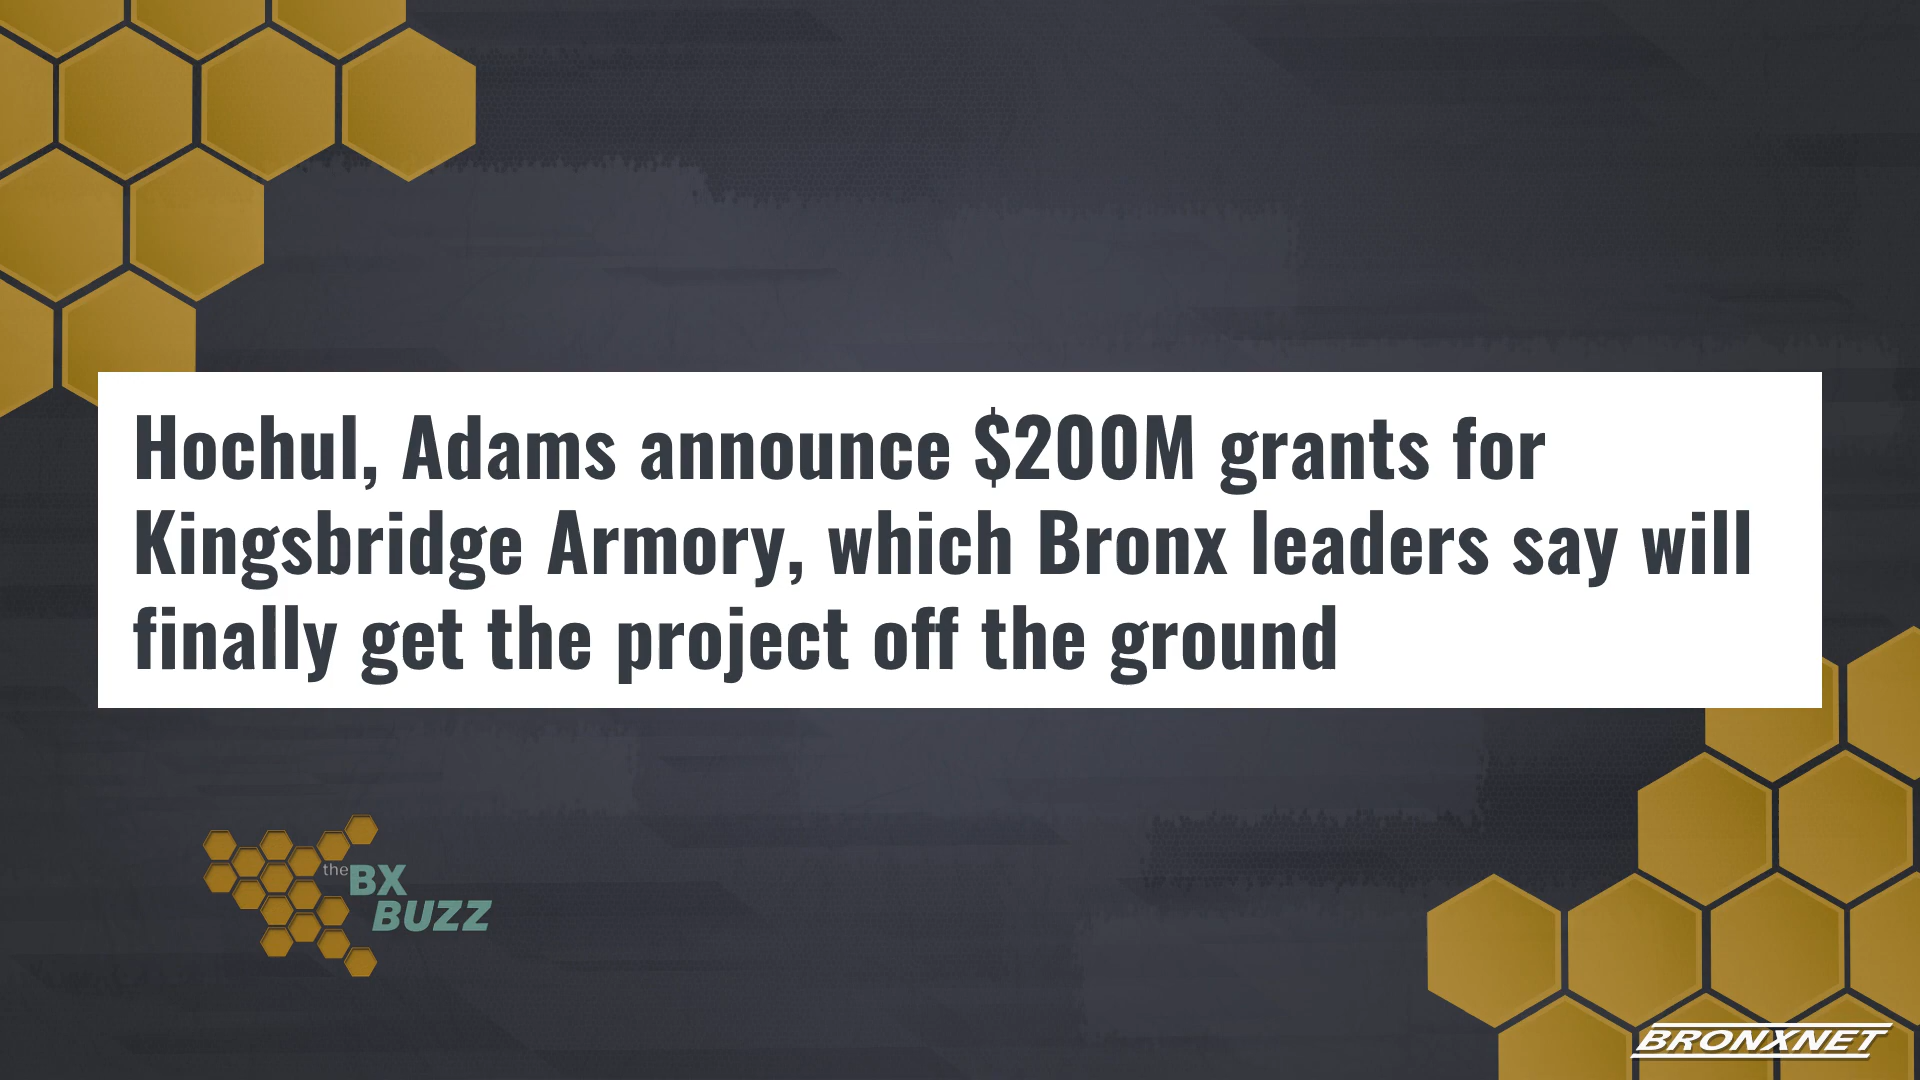 Hochul, Adams announce $200M grants for
Kingsbridge Armory, which Bronx leaders say will
finally get the project off the ground
the BX
BUZZ
BRONXNET